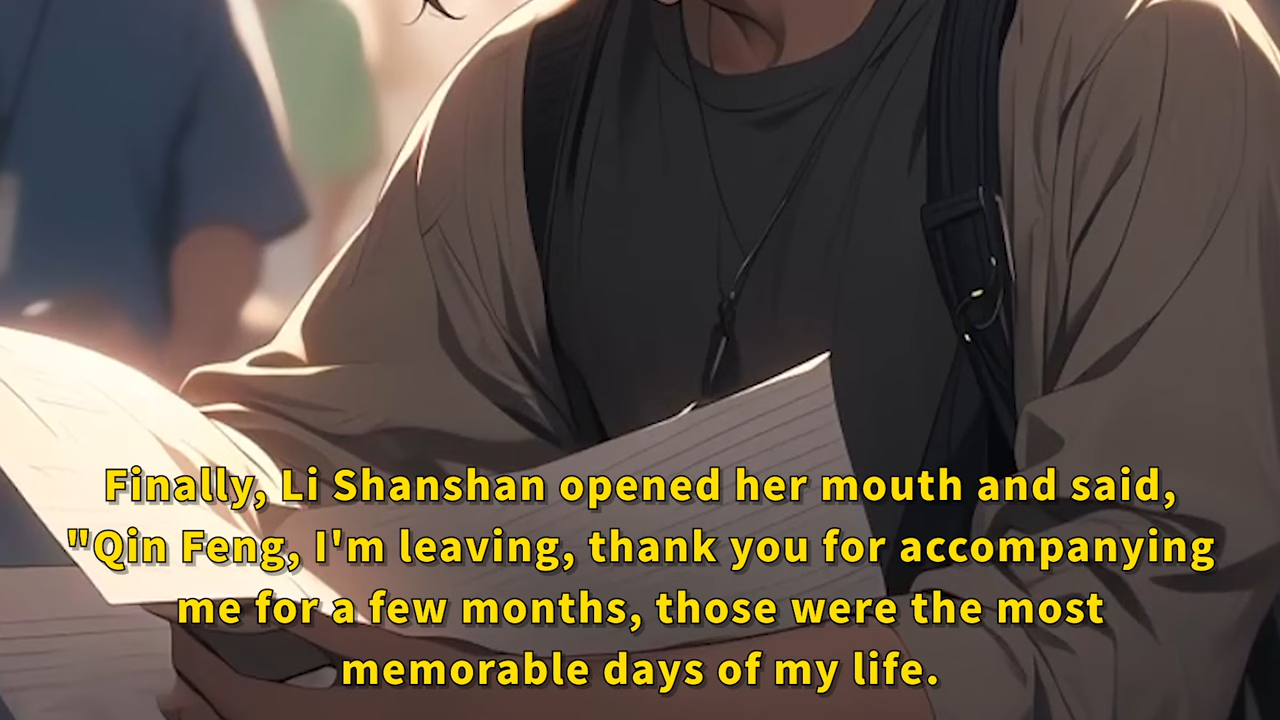 Finally, Li Shanshan opened her mouth and said,
"Qin Feng, I'm leaving, thank you for accompanying
me for a few months, those were the most
memorable days of my life.